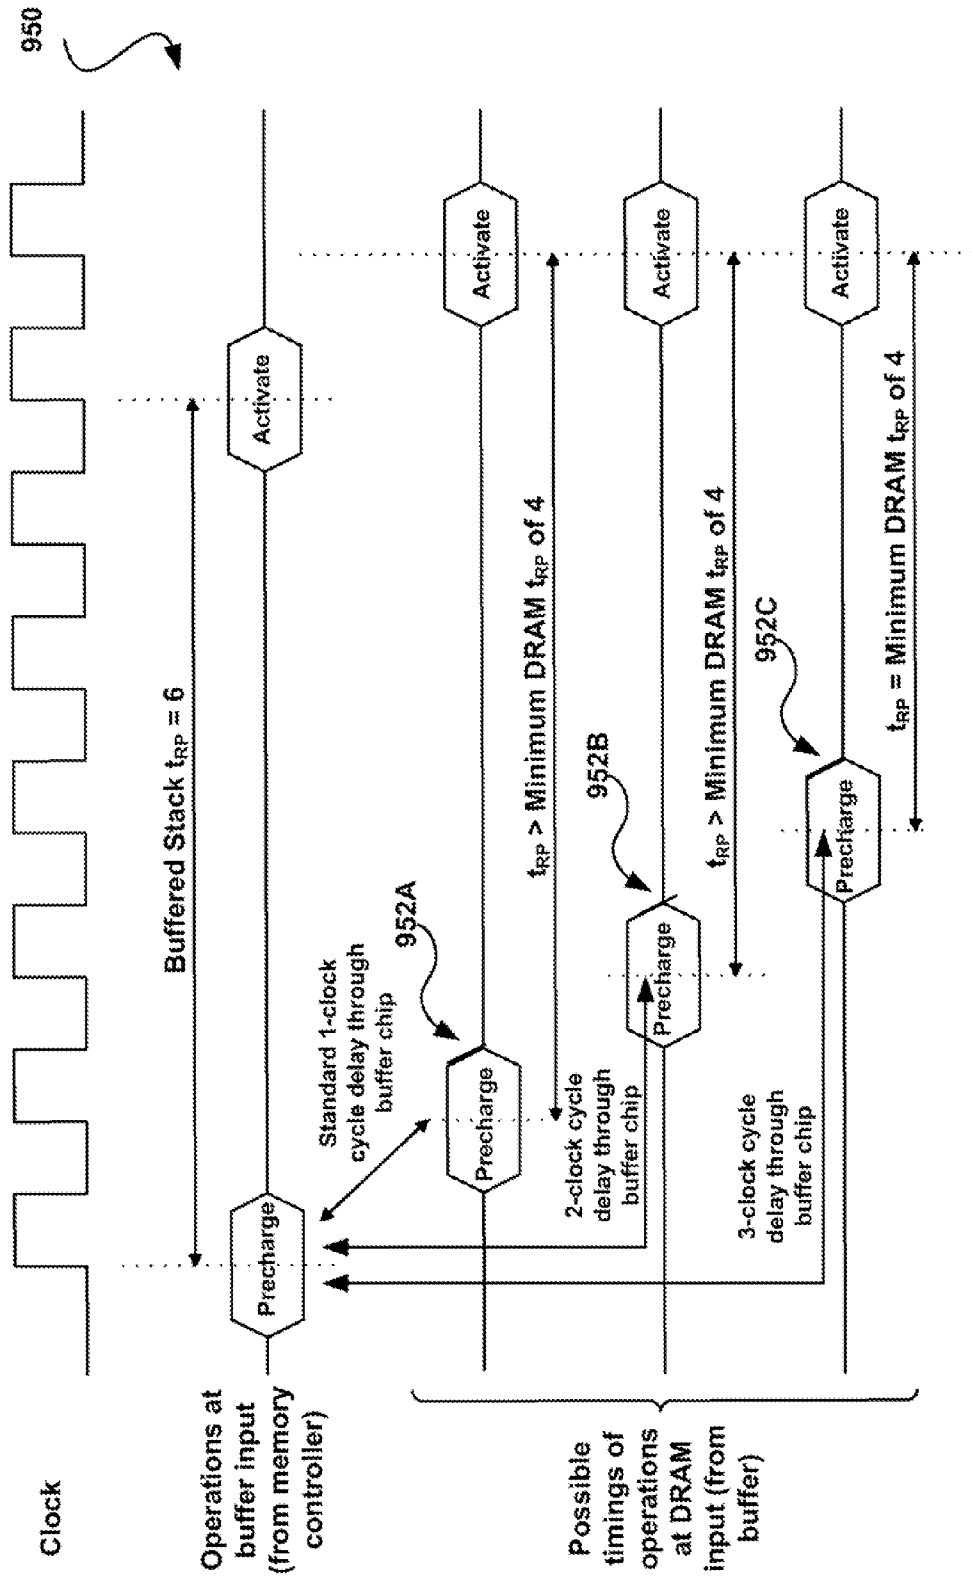 950
Clock
Operations at
buffer input
(from memory
controller)
Precharge
Buffered Stack tRP = 6
Activate
Standard 1-clock
cycle delay through
buffer chip
952A
Precharge
Activate
tRP > Minimum DRAM tRP of 4
Possible
timings of
operations
at DRAM
input (from
buffer)
2-clock cycle
delay through
buffer chip
952B
Precharge
Activate
tRP > Minimum DRAM tRP of 4
3-clock cycle
delay through
buffer chip
952C
Precharge
Activate
tRP = Minimum DRAM tRP of 4